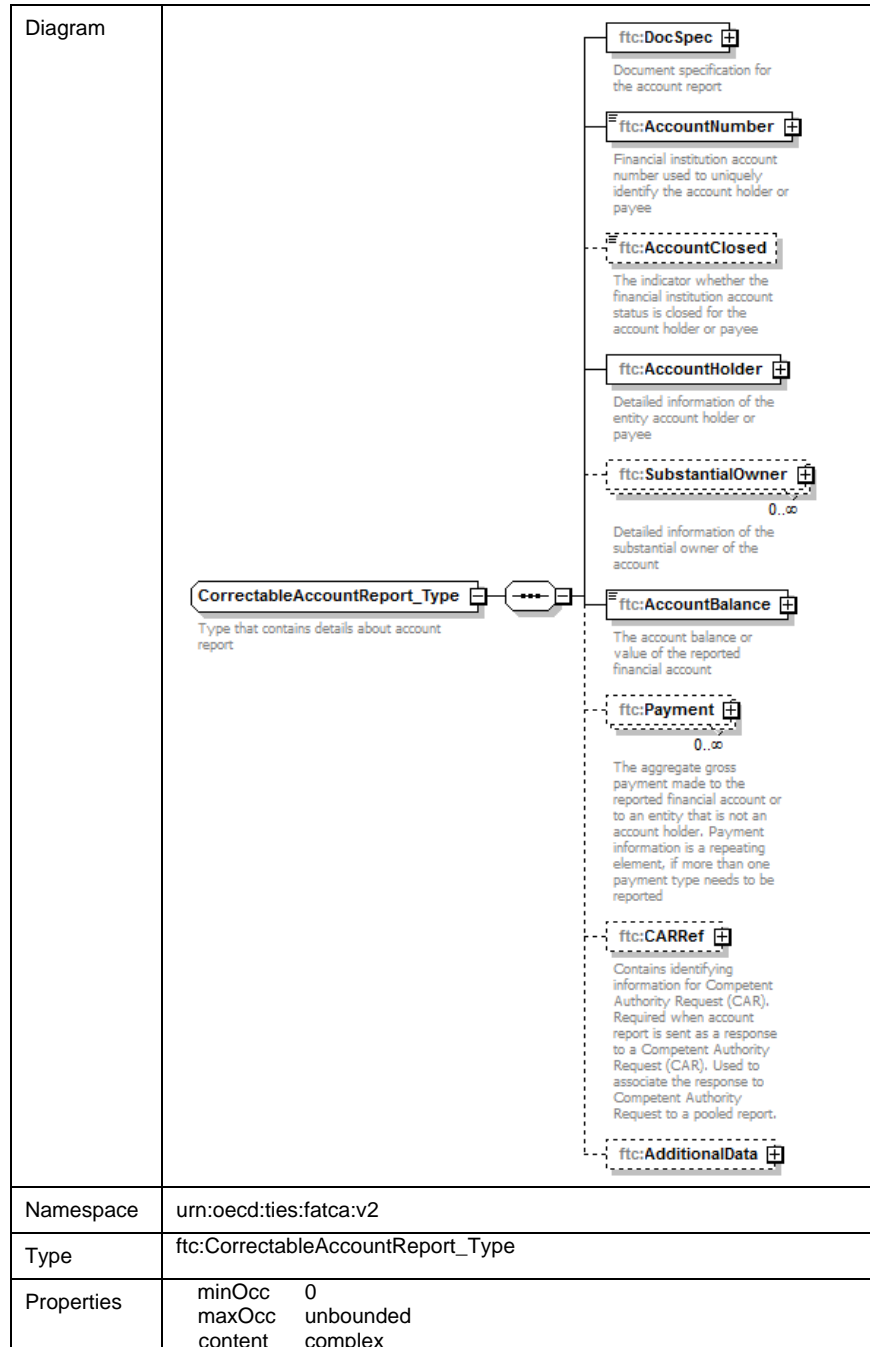 Diagram
ftc:DocSpec
Document specification for
the account report
ftc:AccountNumber
Financial institution account
number used to uniquely
identify the account holder or
payee
ftc:AccountClosed
The indicator whether the
financial institution account
status is closed for the
account holder or payee
ftc:AccountHolder
Detailed information of the
entity account holder or
payee
ftc:SubstantialOwner
0..∞
Detailed information of the
substantial owner of the
account
CorrectableAccountReport_Type
Type that contains details about account
report
ftc:AccountBalance
The account balance or
value of the reported
financial account
ftc:Payment
0..∞
The aggregate gross
payment made to the
reported financial account or
to an entity that is not an
account holder. Payment
information is a repeating
element, if more than one
payment type needs to be
reported
ftc:CARRef
Contains identifying
information for Competent
Authority Request (CAR).
Required when account
report is sent as a response
to a Competent Authority
Request (CAR). Used to
associate the response to
Competent Authority
Request to a pooled report.
ftc:AdditionalData
Namespace urn:oecd:ties:fatca:v2
Type ftc:CorrectableAccountReport_Type
Properties minOcc 0
maxOcc unbounded
content complex